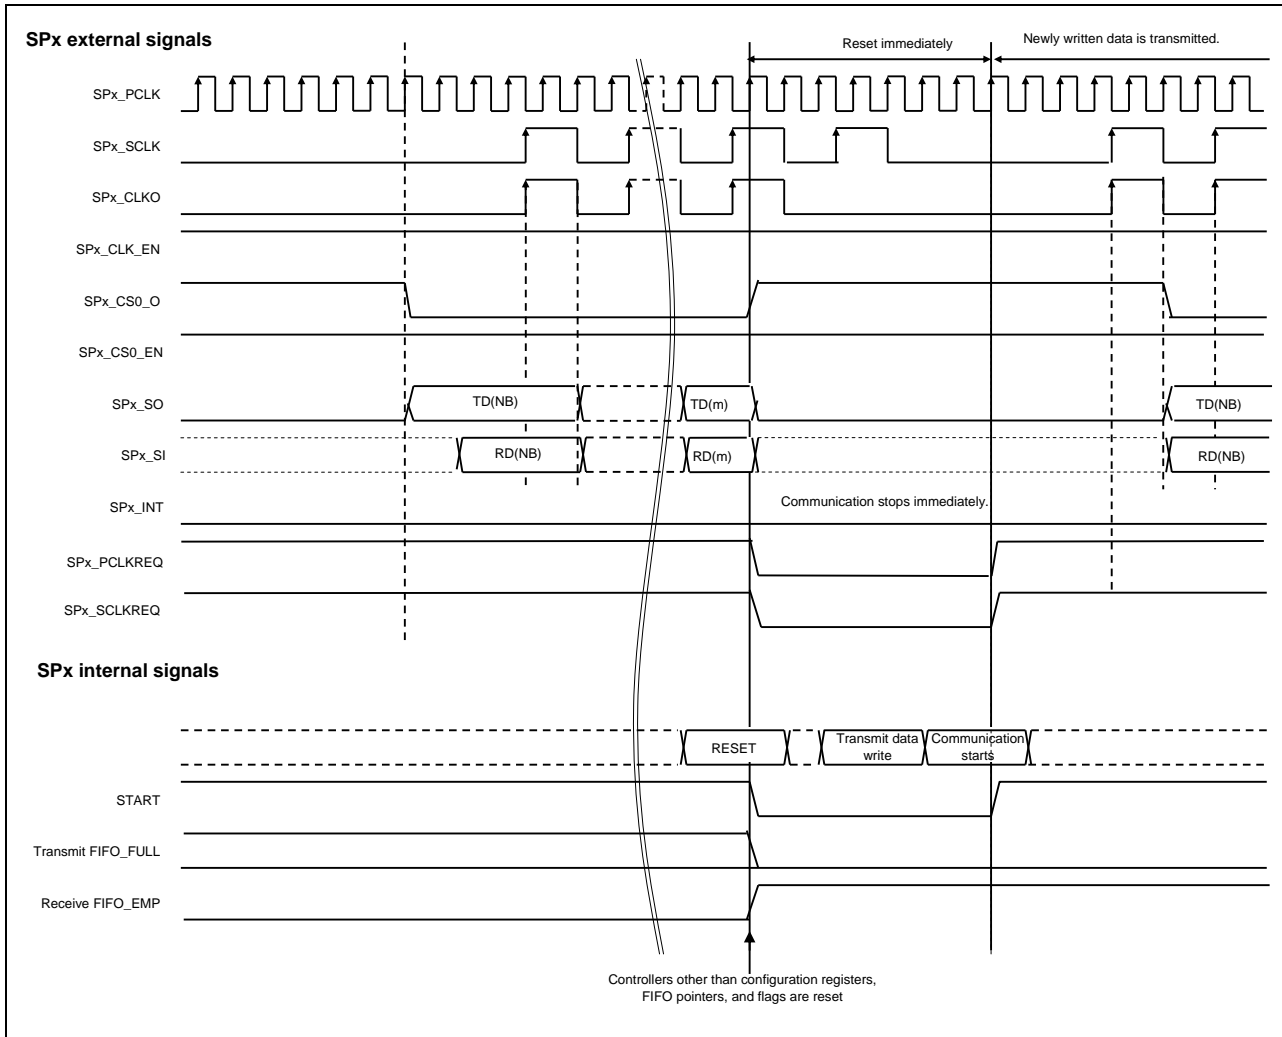 SPx external signals
Reset immediately
Newly written data is transmitted.
SPx_PCLK
SPx_SCLK
SPx_CLKO
SPx_CLK_EN
SPx_CS0_O
SPx_CS0_EN
SPx_SO
TD(NB)
TD(m)
TD(NB)
SPx_SI
RD(NB)
RD(m)
RD(NB)
SPx_INT
Communication stops immediately.
SPx_PCLKREQ
SPx_SCLKREQ
SPx internal signals
RESET
Transmit data
write
Communication
starts
START
Transmit FIFO_FULL
Receive FIFO_EMP
Controllers other than configuration registers,
FIFO pointers, and flags are reset